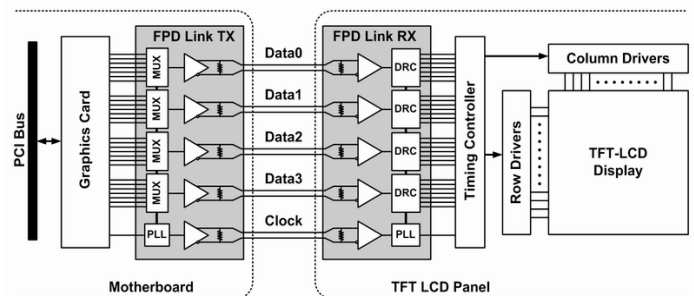 FPD Link TX
FPD Link RX
PCI Bus
Graphics Card
MUX
MUX
MUX
MUX
PLL
Data0
Data1
Data2
Data3
Clock
DRC
DRC
DRC
DRC
PLL
Timing Controller
Column Drivers
Row Drivers
TFT-LCD
Display
Motherboard
TFT LCD Panel